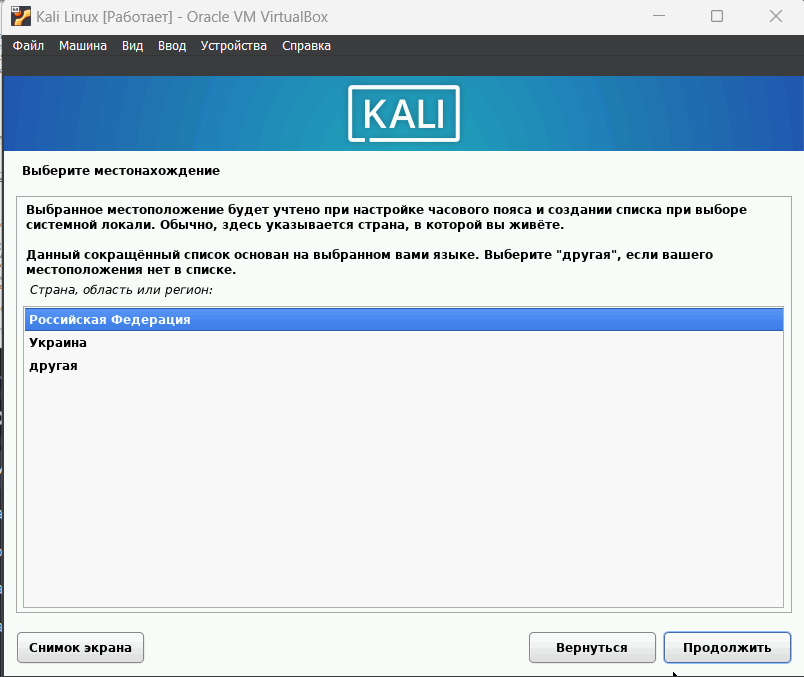 Kali Linux [Работает] - Oracle VM VirtualBox
Файл Машина Вид Ввод Устройства Справка
KALI
Выберите местонахождение
Выбранное местоположение будет учтено при настройке часового пояса и создании списка при выборе
системной локали. Обычно, здесь указывается страна, в которой вы живёте.
Данный сокращённый список основан на выбранном вами языке. Выберите "другая", если вашего
местоположения нет в списке.
Страна, область или регион:
Российская Федерация
Украина
другая
Снимок экрана Вернуться Продолжить